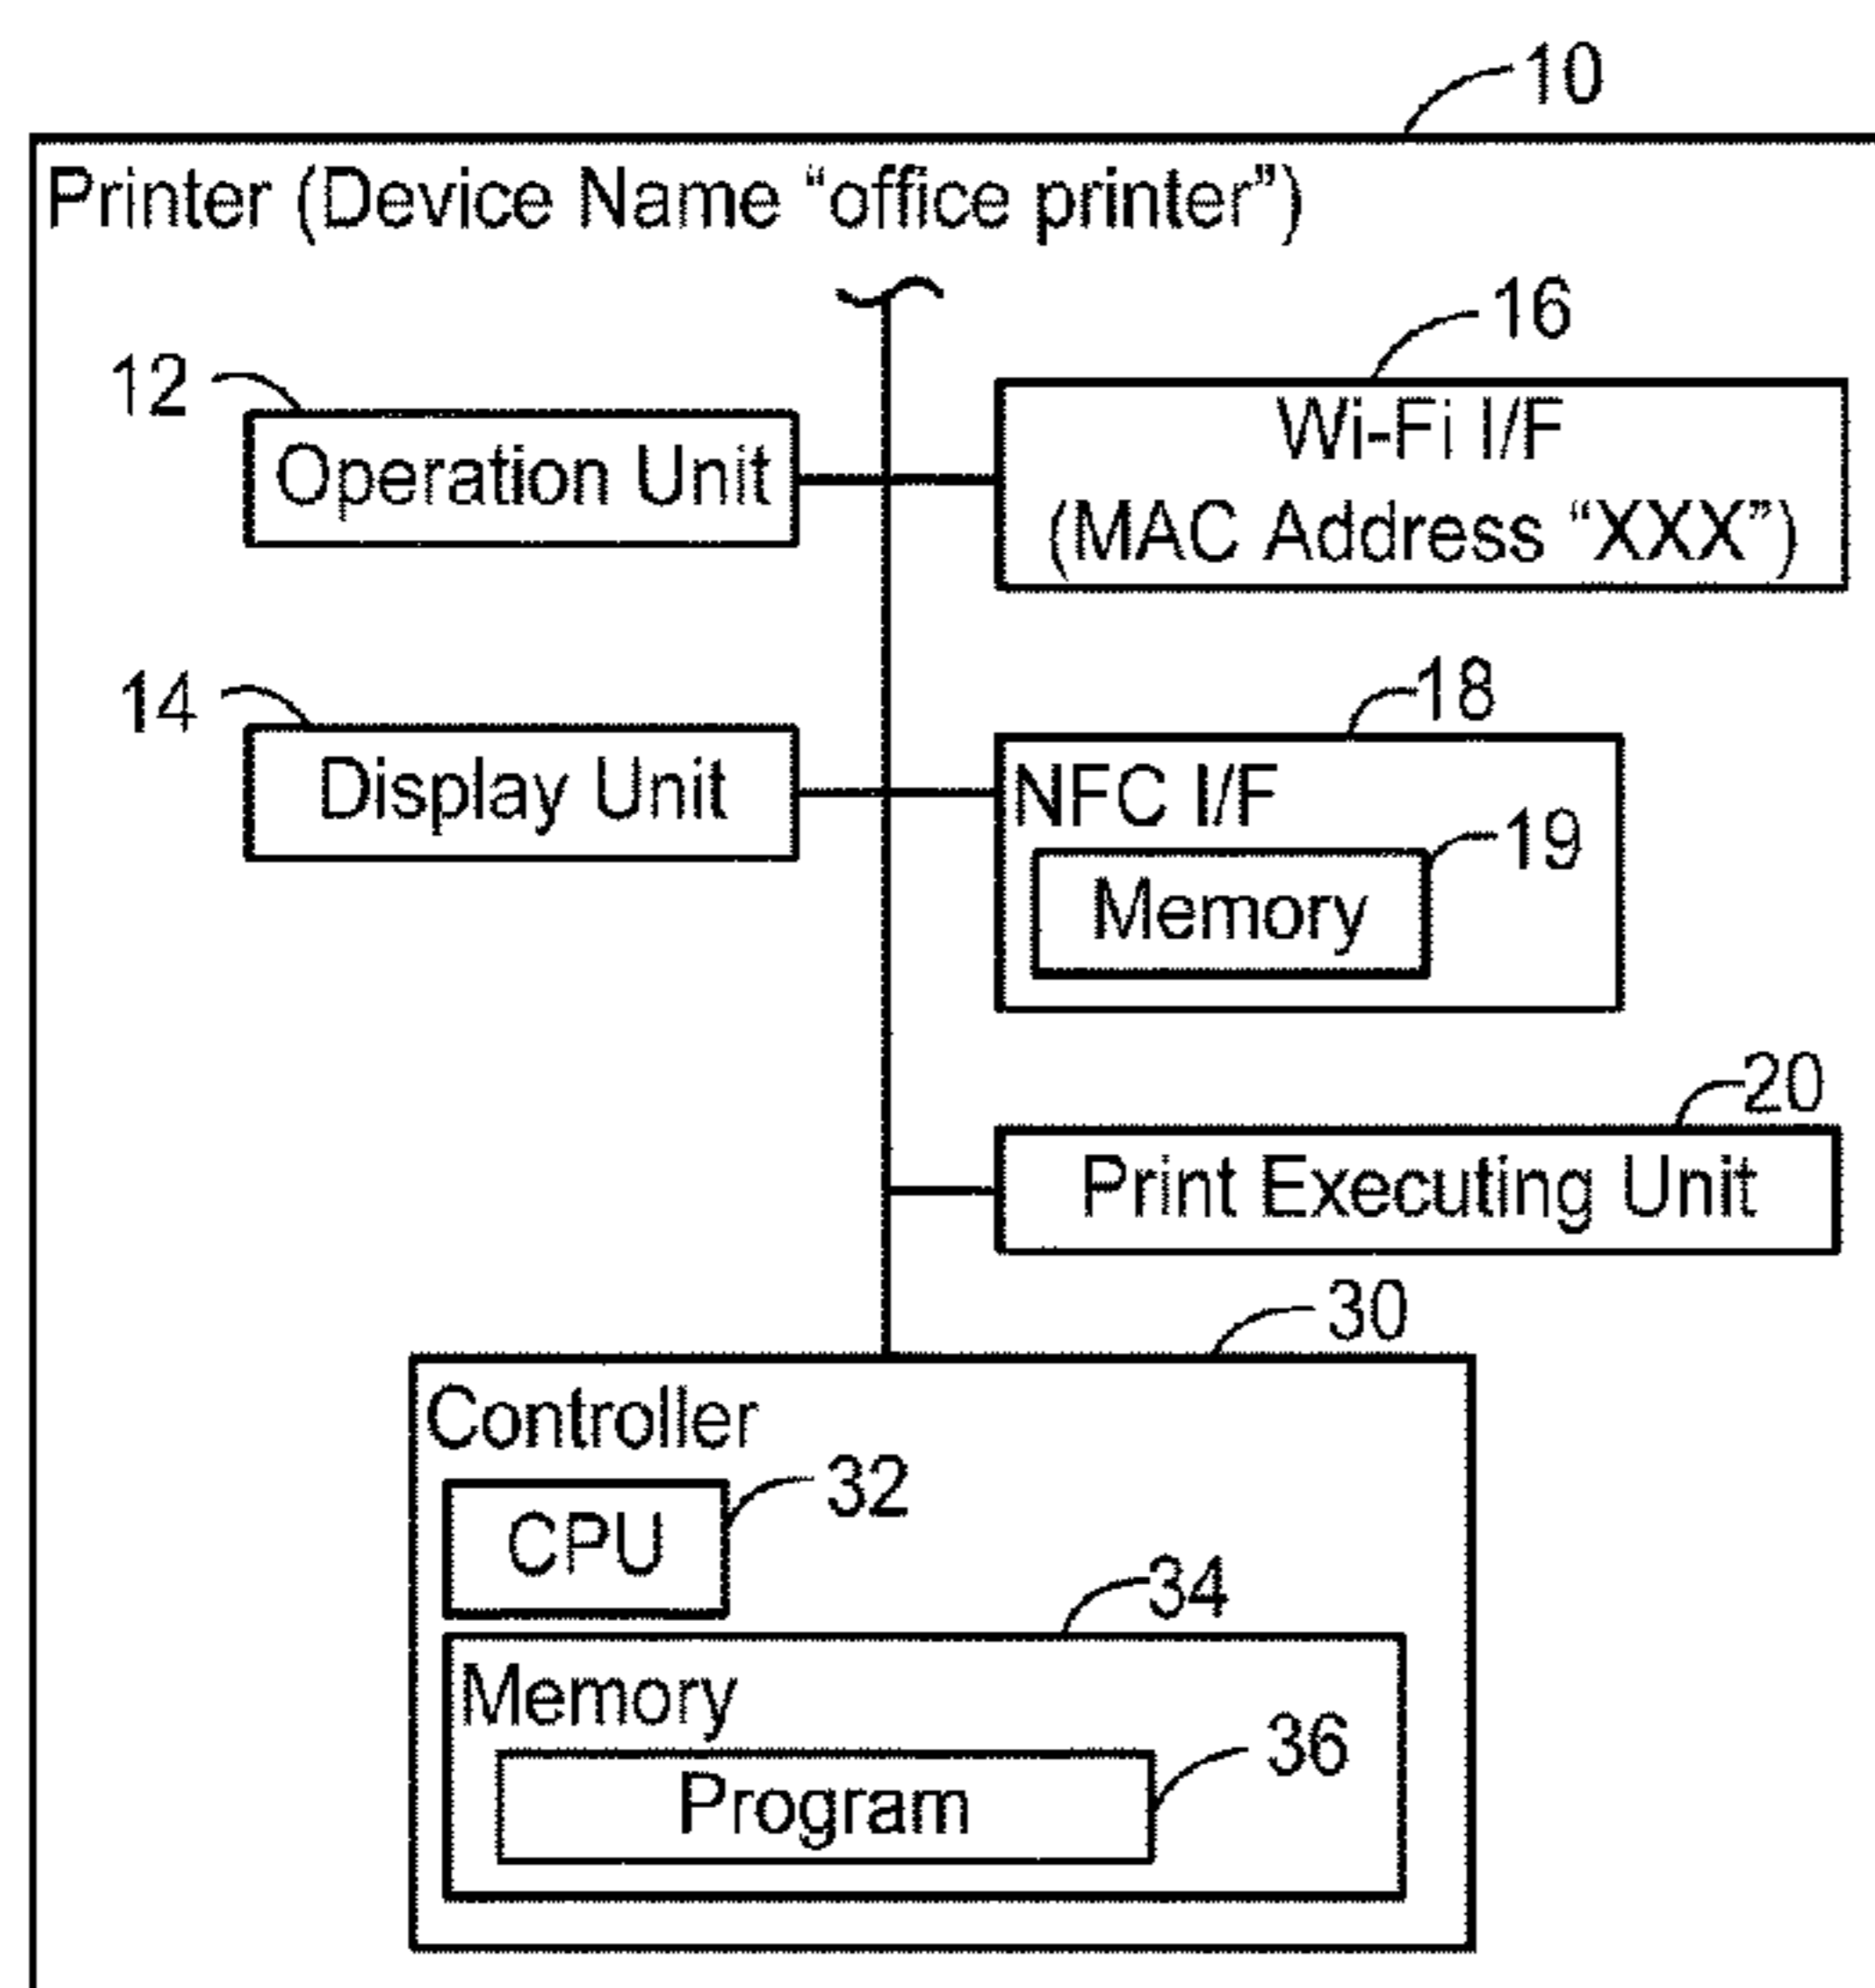 10
Printer (Device Name “office printer”)
16
12
Operation Unit
Wi-Fi I/F
(MAC Address “XXX”)
14
Display Unit
18
NFC I/F
19
Memory
20
Print Executing Unit
30
Controller
32
CPU
34
Memory
36
Program